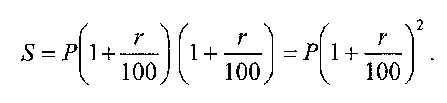 S = P(1 + r/100)(1 + r/100) = P(1 + r/100)².